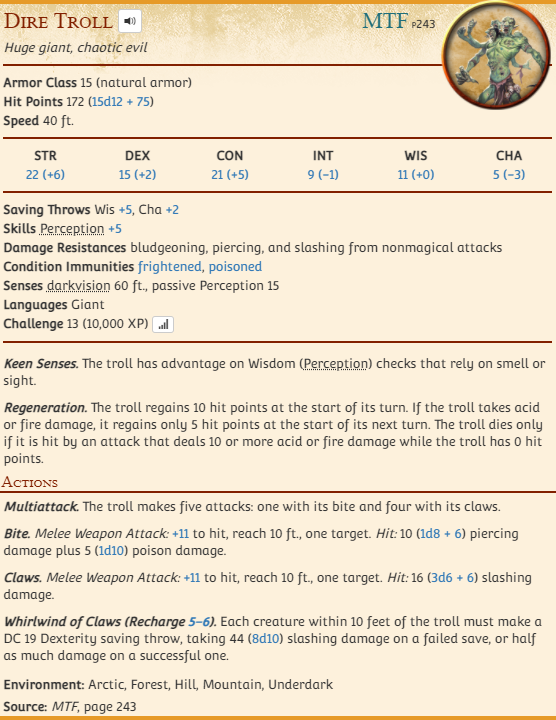 Dire Troll MTF P243
Huge giant, chaotic evil
Armor Class 15 (natural armor)
Hit Points 172 (15d12 + 75)
Speed 40 ft.
STR DEX CON INT WIS CHA
22 (+6) 15 (+2) 21 (+5) 9 (−1) 11 (+0) 5 (−3)
Saving Throws Wis +5, Cha +2
Skills Perception +5
Damage Resistances bludgeoning, piercing, and slashing from nonmagical attacks
Condition Immunities frightened, poisoned
Senses darkvision 60 ft., passive Perception 15
Languages Giant
Challenge 13 (10,000 XP)
Keen Senses. The troll has advantage on Wisdom (Perception) checks that rely on smell or
sight.
Regeneration. The troll regains 10 hit points at the start of its turn. If the troll takes acid
or fire damage, it regains only 5 hit points at the start of its next turn. The troll dies only
if it is hit by an attack that deals 10 or more acid or fire damage while the troll has 0 hit
points.
Actions
Multiattack. The troll makes five attacks: one with its bite and four with its claws.
Bite. Melee Weapon Attack: +11 to hit, reach 10 ft., one target. Hit: 10 (1d8 + 6) piercing
damage plus 5 (1d10) poison damage.
Claws. Melee Weapon Attack: +11 to hit, reach 10 ft., one target. Hit: 16 (3d6 + 6) slashing
damage.
Whirlwind of Claws (Recharge 5–6). Each creature within 10 feet of the troll must make a
DC 19 Dexterity saving throw, taking 44 (8d10) slashing damage on a failed save, or half
as much damage on a successful one.
Environment: Arctic, Forest, Hill, Mountain, Underdark
Source: MTF, page 243